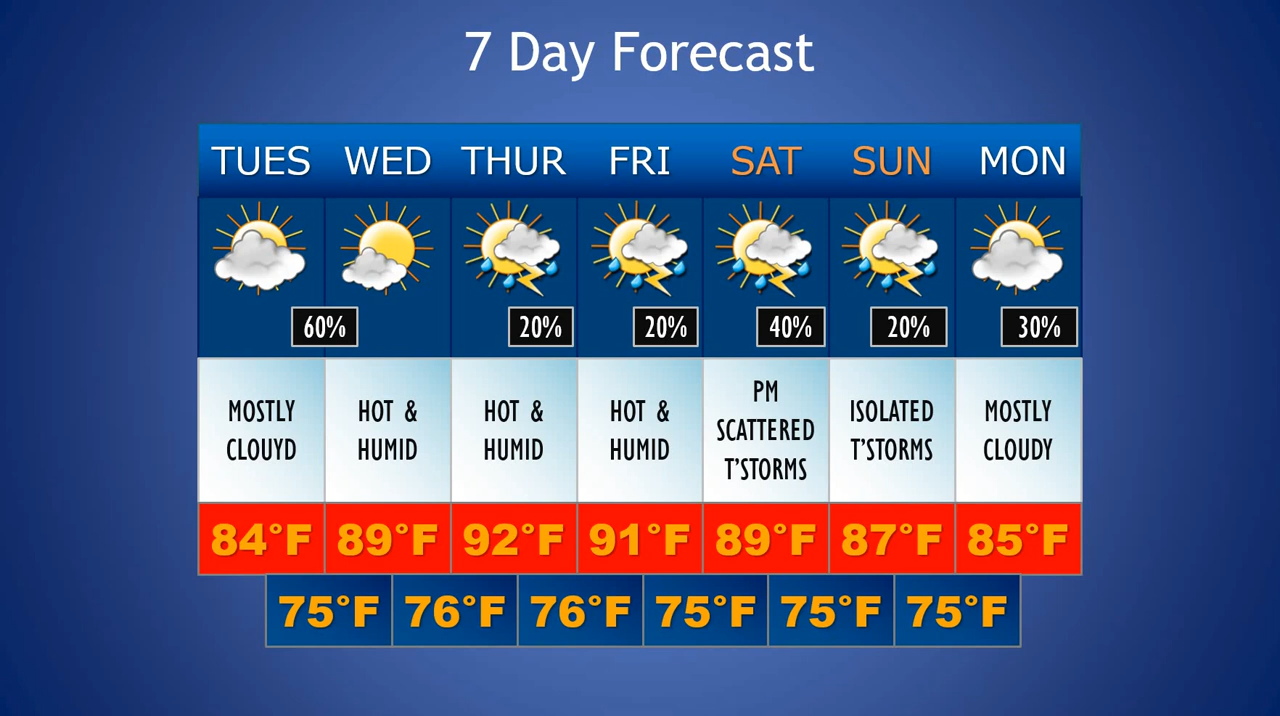 7 Day Forecast
TUES WED THUR FRI SAT SUN MON
60% 20% 20% 40% 20% 30%
MOSTLY
CLOUYD
HOT &
HUMID
HOT &
HUMID
HOT &
HUMID
PM
SCATTERED
T'STORMS
ISOLATED
T'STORMS
MOSTLY
CLOUDY
84°F 89°F 92°F 91°F 89°F 87°F 85°F
75°F 76°F 76°F 75°F 75°F 75°F